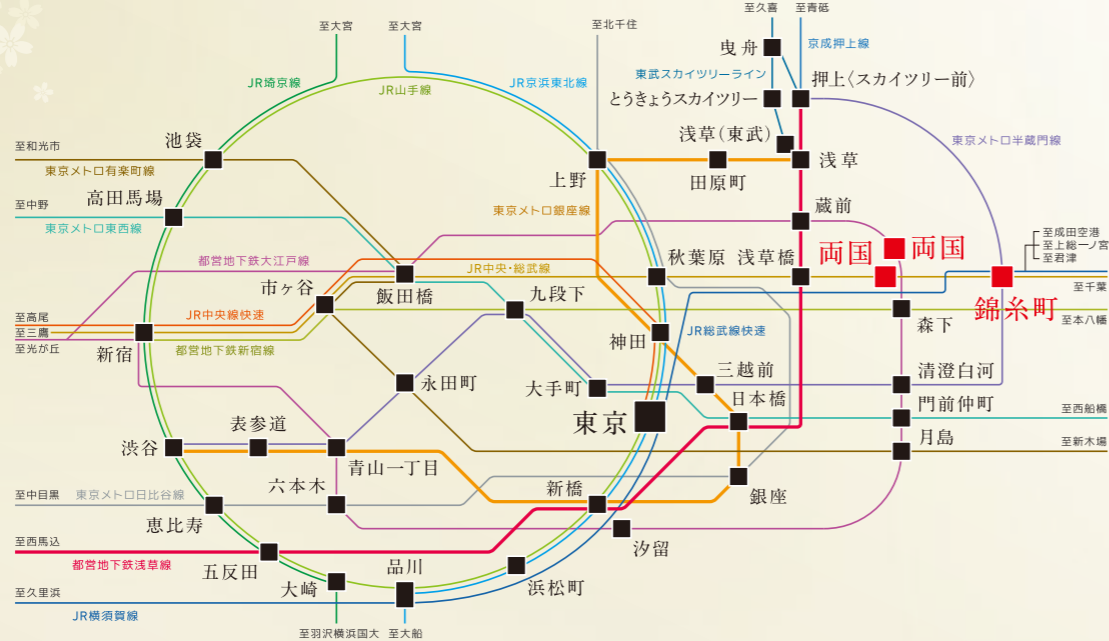 至久喜
至青砥
至大宮
至大宮
至北千住
曳舟
京成押上線
東武スカイツリーライン
押上〈スカイツリー前〉
JR埼京線
JR山手線
JR京浜東北線
とうきょうスカイツリー
浅草(東武)
東京メトロ半蔵門線
池袋
至和光市
東京メトロ有楽町線
上野
田原町
浅草
高田馬場
至中野
東京メトロ東西線
東京メトロ銀座線
蔵前
都営地下鉄大江戸線
JR中央・総武線
秋葉原
浅草橋
両国
両国
至成田空港
至上総一ノ宮
至君津
至千葉
市ヶ谷
飯田橋
九段下
錦糸町
至高尾
至三鷹
至光が丘
JR中央線快速
新宿
都営地下鉄新宿線
神田
JR総武線快速
森下
至本八幡
永田町
大手町
三越前
清澄白河
日本橋
東京
門前仲町
至西船橋
表参道
渋谷
青山一丁目
月島
至新木場
六本木
新橋
銀座
至中目黒
東京メトロ日比谷線
恵比寿
汐留
至西馬込
都営地下鉄浅草線
五反田
大崎
品川
浜松町
至久里浜
JR横須賀線
至羽沢横浜国大
至大船